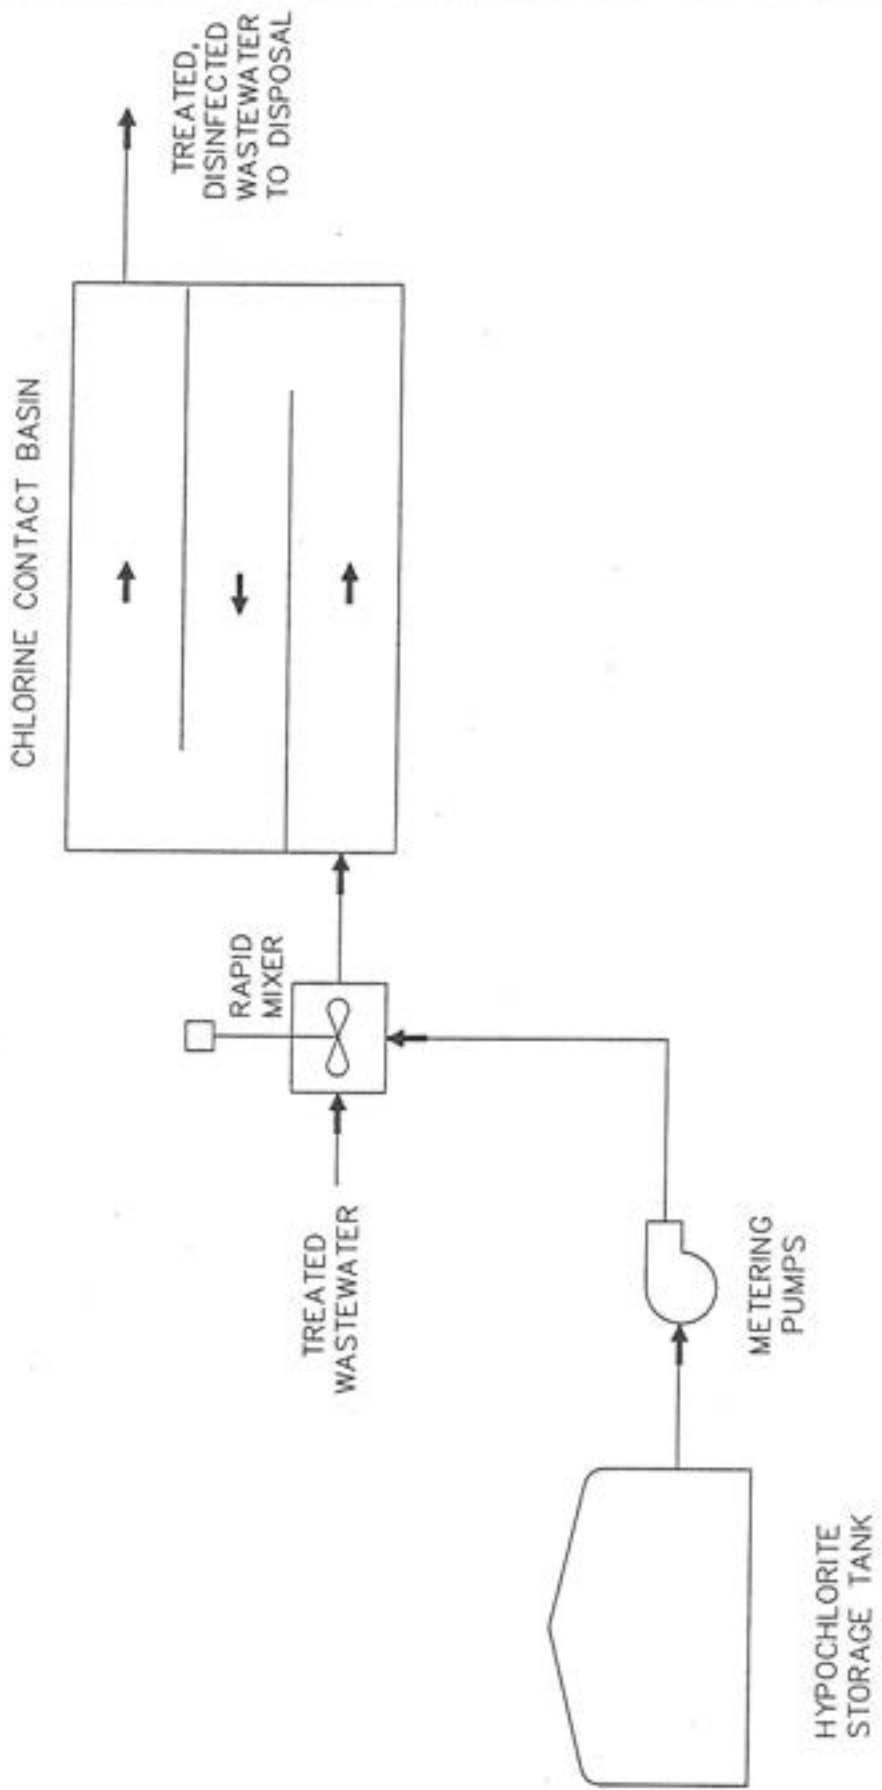 CHLORINE CONTACT BASIN
TREATED,
DISINFECTED
WASTEWATER
TO DISPOSAL
RAPID
MIXER
TREATED
WASTEWATER
METERING
PUMPS
HYPOCHLORITE
STORAGE TANK